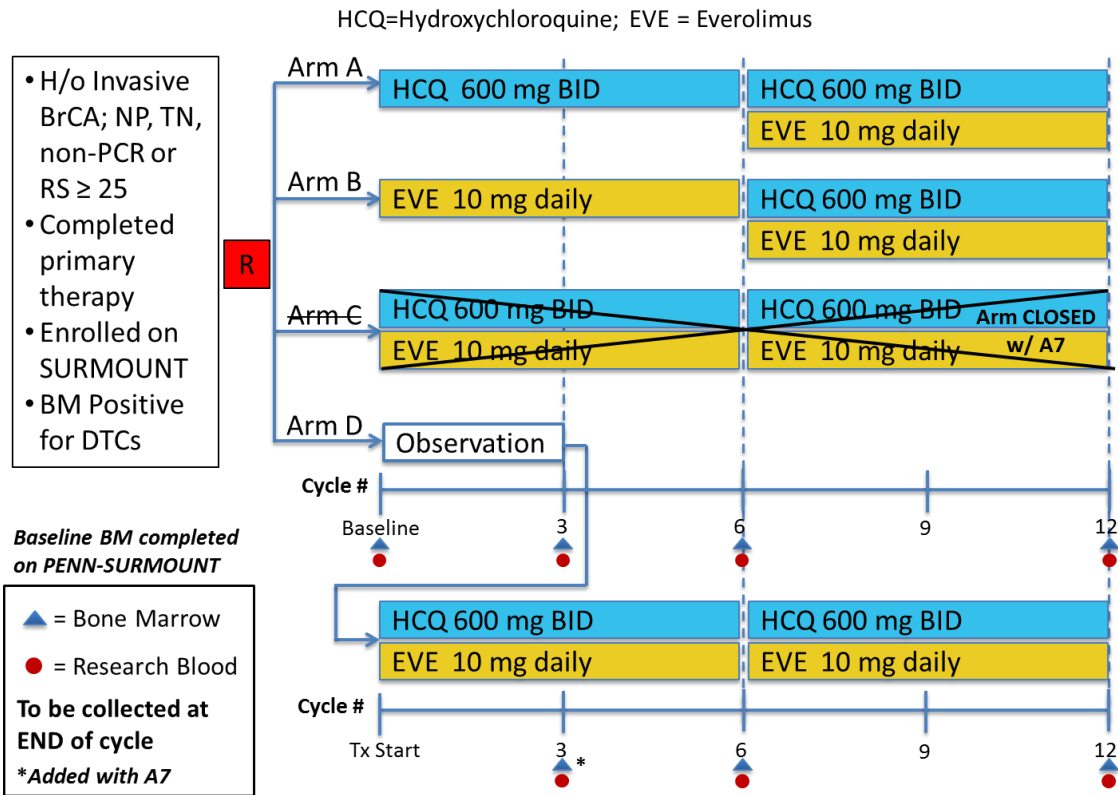 HCQ=Hydroxychloroquine; EVE = Everolimus
• H/o Invasive
BrCA; NP, TN,
non-PCR or
RS ≥ 25
• Completed
primary
therapy
• Enrolled on
SURMOUNT
• BM Positive
for DTCs
R
Arm A
HCQ 600 mg BID
HCQ 600 mg BID
EVE 10 mg daily
Arm B
EVE 10 mg daily
HCQ 600 mg BID
EVE 10 mg daily
Arm C
HCQ 600 mg BID
EVE 10 mg daily
HCQ 600 mg BID
EVE 10 mg daily
Arm CLOSED
w/ A7
Arm D
Observation
Cycle #
Baseline
3
6
9
12
Baseline BM completed
on PENN-SURMOUNT
= Bone Marrow
= Research Blood
To be collected at
END of cycle
*Added with A7
HCQ 600 mg BID
EVE 10 mg daily
HCQ 600 mg BID
EVE 10 mg daily
Cycle #
Tx Start
3
*
6
9
12